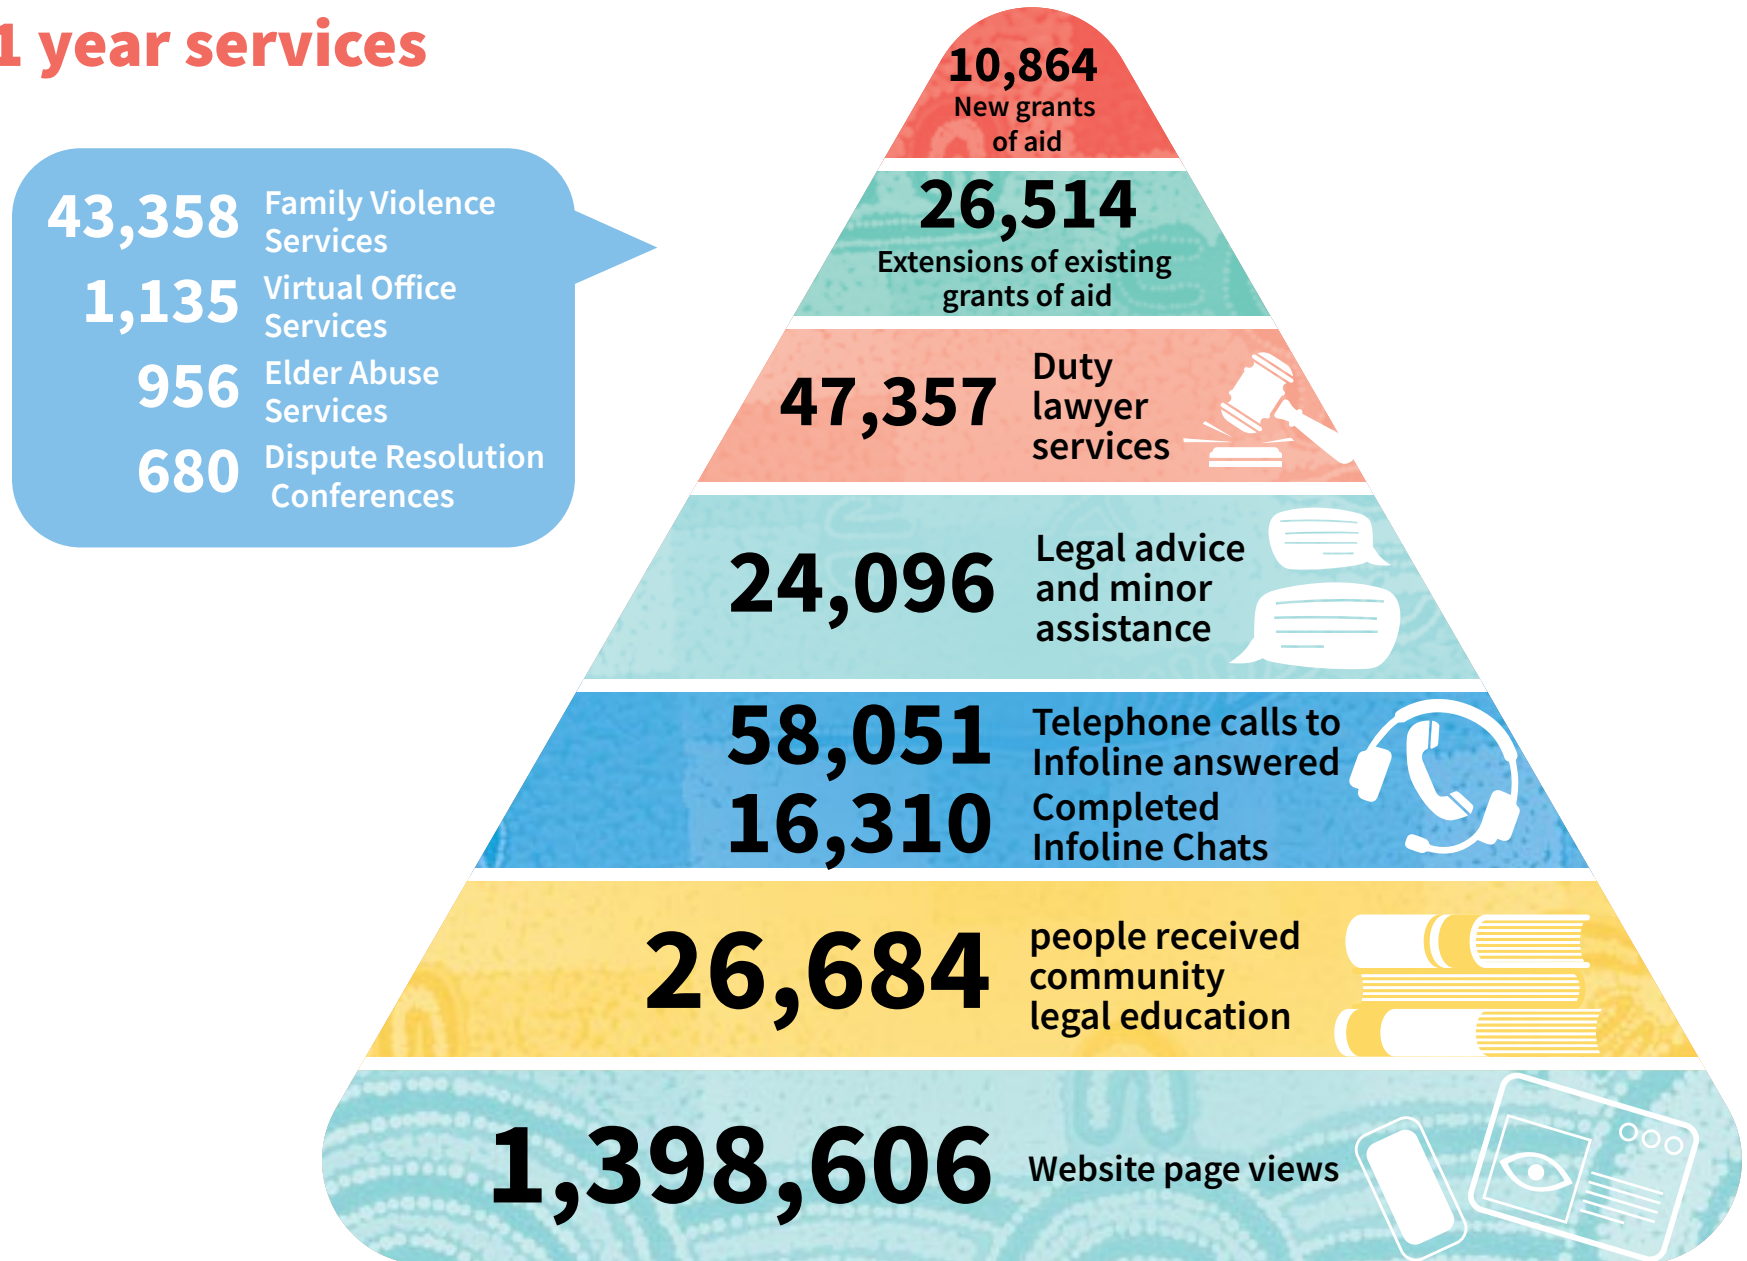 1 year services
43,358 Family Violence
Services
1,135 Virtual Office
Services
956 Elder Abuse
Services
680 Dispute Resolution
Conferences
10,864
New grants
of aid
26,514
Extensions of existing
grants of aid
47,357
Duty
lawyer
services
24,096
Legal advice
and minor
assistance
58,051
Telephone calls to
Infoline answered
16,310
Completed
Infoline Chats
26,684
people received
community
legal education
1,398,606
Website page views